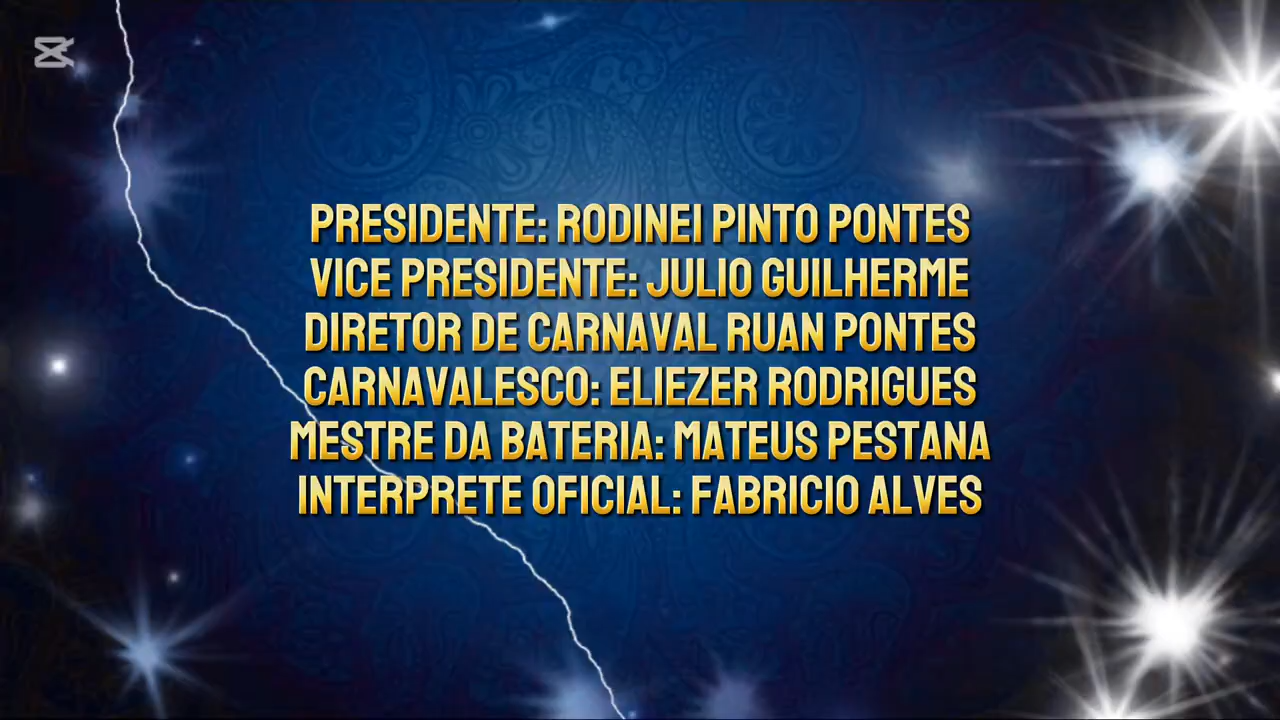 PRESIDENTE: RODINEI PINTO PONTES
VICE PRESIDENTE: JULIO GUILHERME
DIRETOR DE CARNAVAL RUAN PONTES
CARNAVALESCO: ELIEZER RODRIGUES
MESTRE DA BATERIA: MATEUS PESTANA
INTERPRETE OFICIAL: FABRICIO ALVES